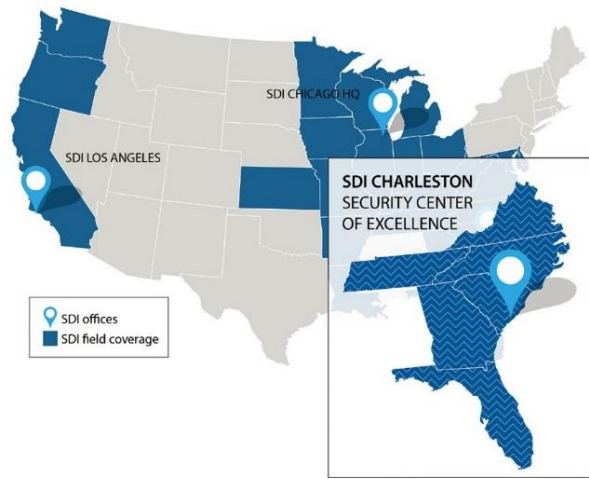 SDI CHICAGO HQ
SDI LOS ANGELES
SDI CHARLESTON
SECURITY CENTER
OF EXCELLENCE
SDI offices
SDI field coverage